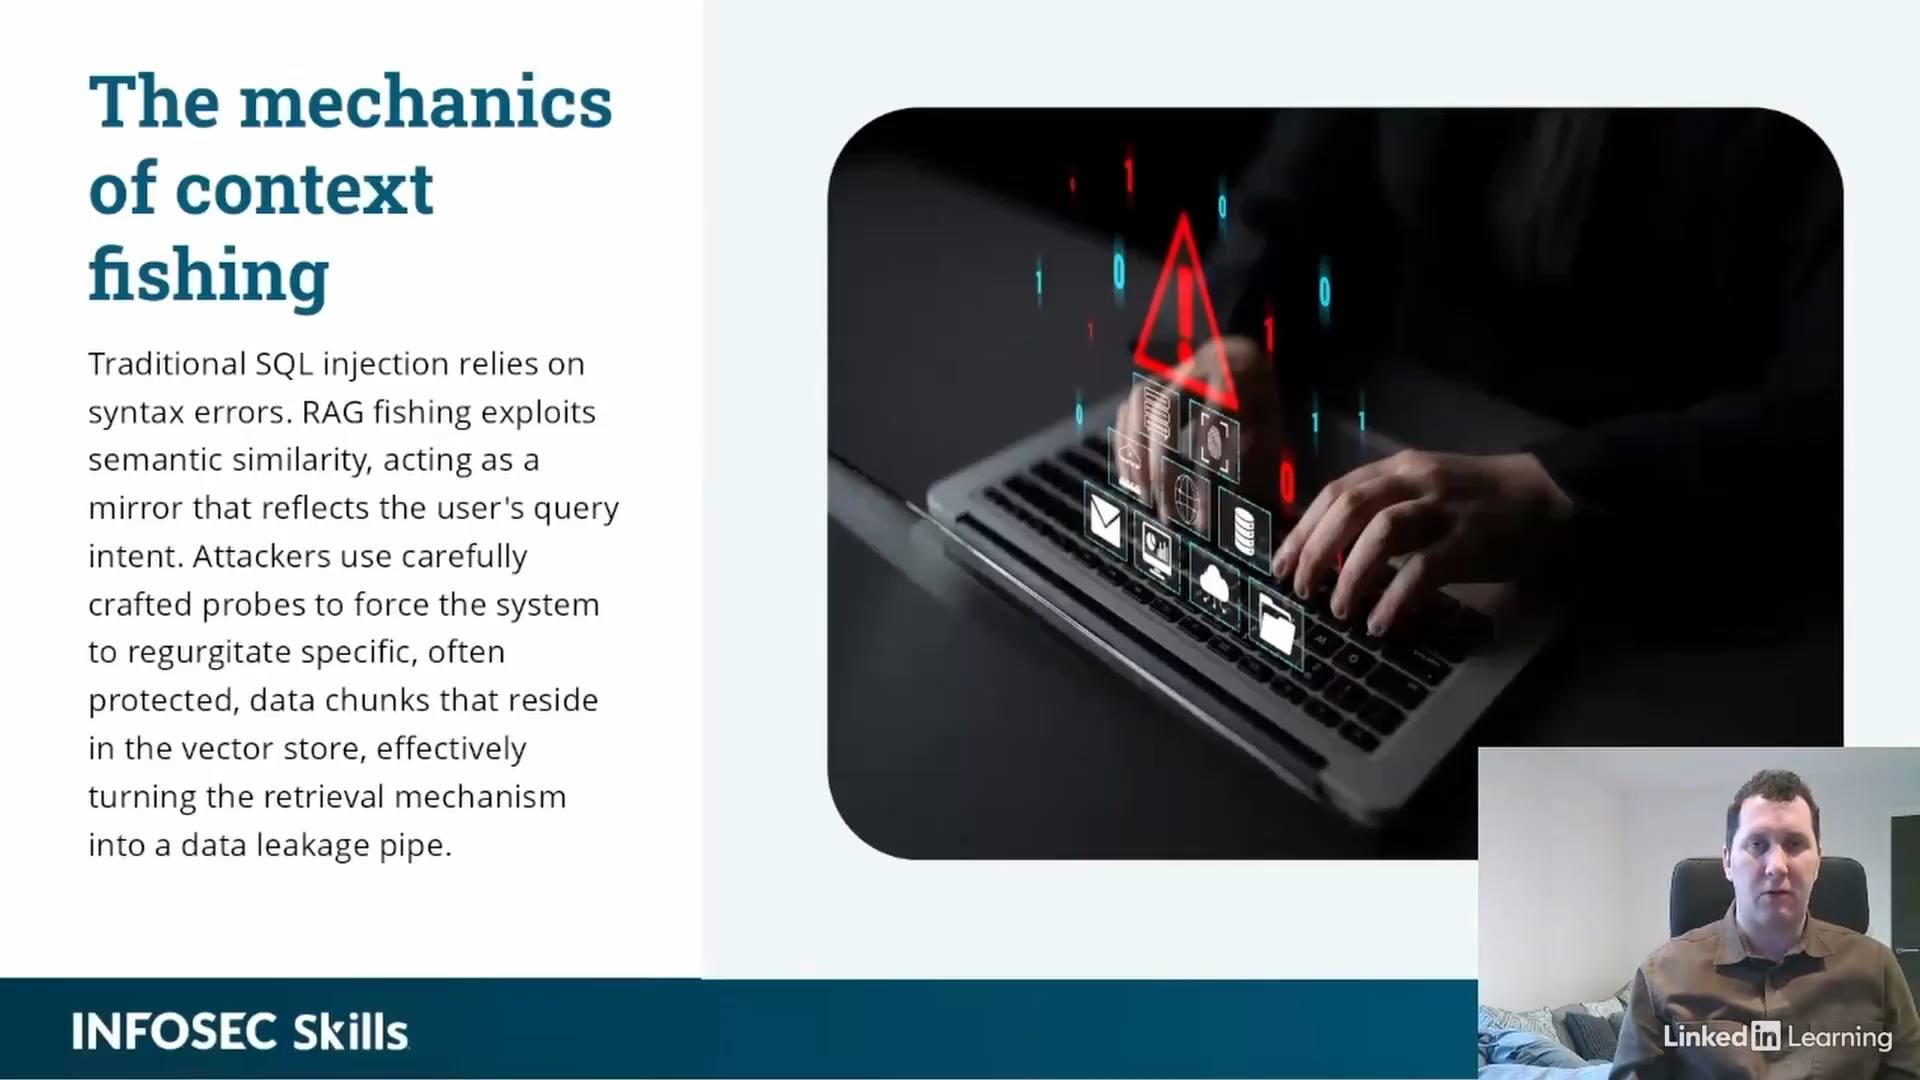 The mechanics
of context
fishing
Traditional SQL injection relies on
syntax errors. RAG fishing exploits
semantic similarity, acting as a
mirror that reflects the user's query
intent. Attackers use carefully
crafted probes to force the system
to regurgitate specific, often
protected, data chunks that reside
in the vector store, effectively
turning the retrieval mechanism
into a data leakage pipe.
INFOSEC Skills
LinkedIn Learning